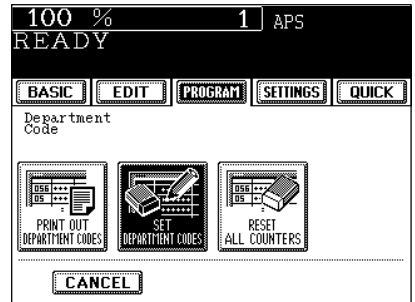 100 % 1 APS
READY
BASIC EDIT PROGRAM SETTINGS QUICK
Department
Code
PRINT OUT
DEPARTMENT CODES
SET
DEPARTMENT CODES
RESET
ALL COUNTERS
CANCEL